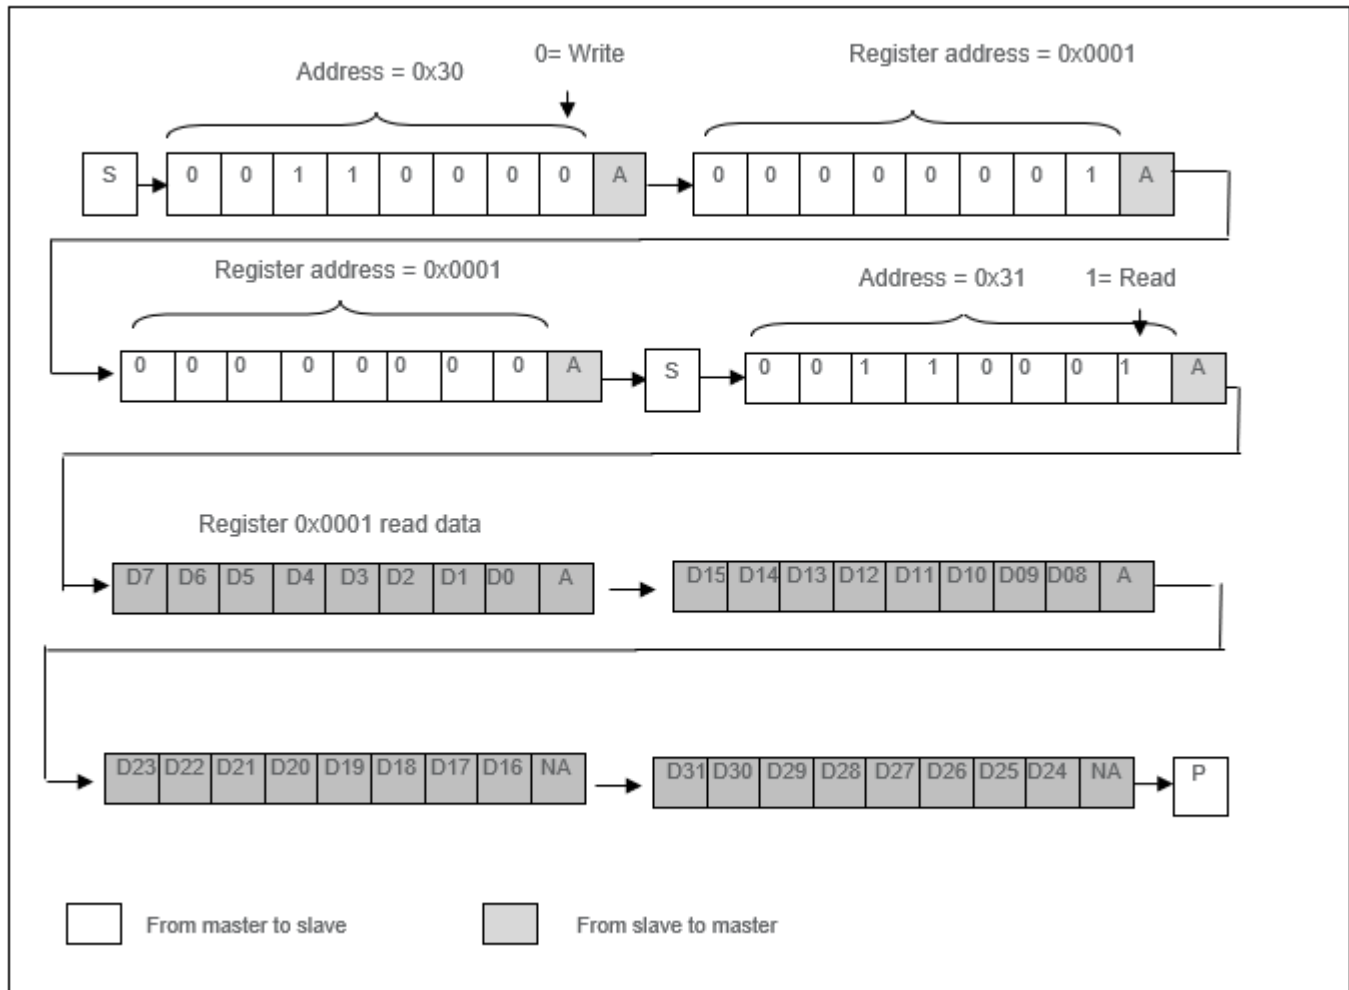 Address = 0x30 0= Write Register address = 0x0001
S 0 0 1 1 0 0 0 0 A 0 0 0 0 0 0 0 1 A
Register address = 0x0001 Address = 0x31 1= Read
0 0 0 0 0 0 0 0 A S 0 0 1 1 0 0 0 1 A
Register 0x0001 read data
D7 D6 D5 D4 D3 D2 D1 D0 A D15 D14 D13 D12 D11 D10 D09 D08 A
D23 D22 D21 D20 D19 D18 D17 D16 NA D31 D30 D29 D28 D27 D26 D25 D24 NA P
From master to slave From slave to master